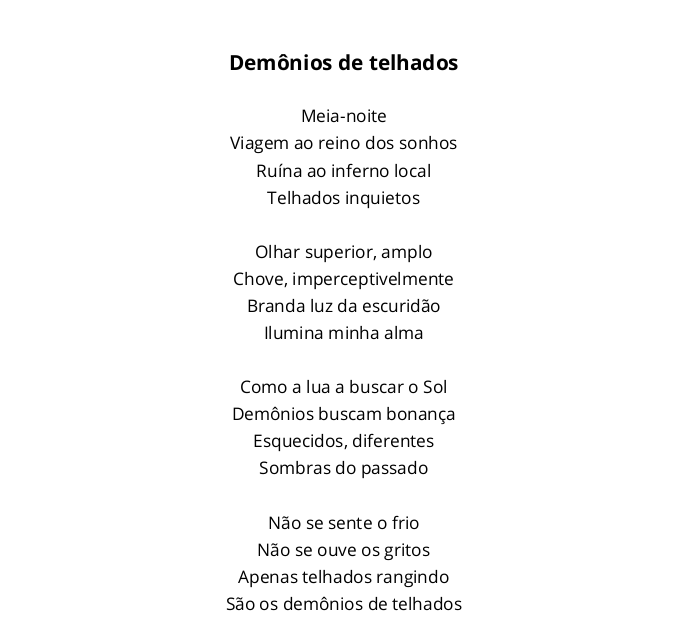 Demônios de telhados
Meia-noite
Viagem ao reino dos sonhos
Ruína ao inferno local
Telhados inquietos
Olhar superior, amplo
Chove, imperceptivelmente
Branda luz da escuridão
Ilumina minha alma
Como a lua a buscar o Sol
Demônios buscam bonança
Esquecidos, diferentes
Sombras do passado
Não se sente o frio
Não se ouve os gritos
Apenas telhados rangindo
São os demônios de telhados